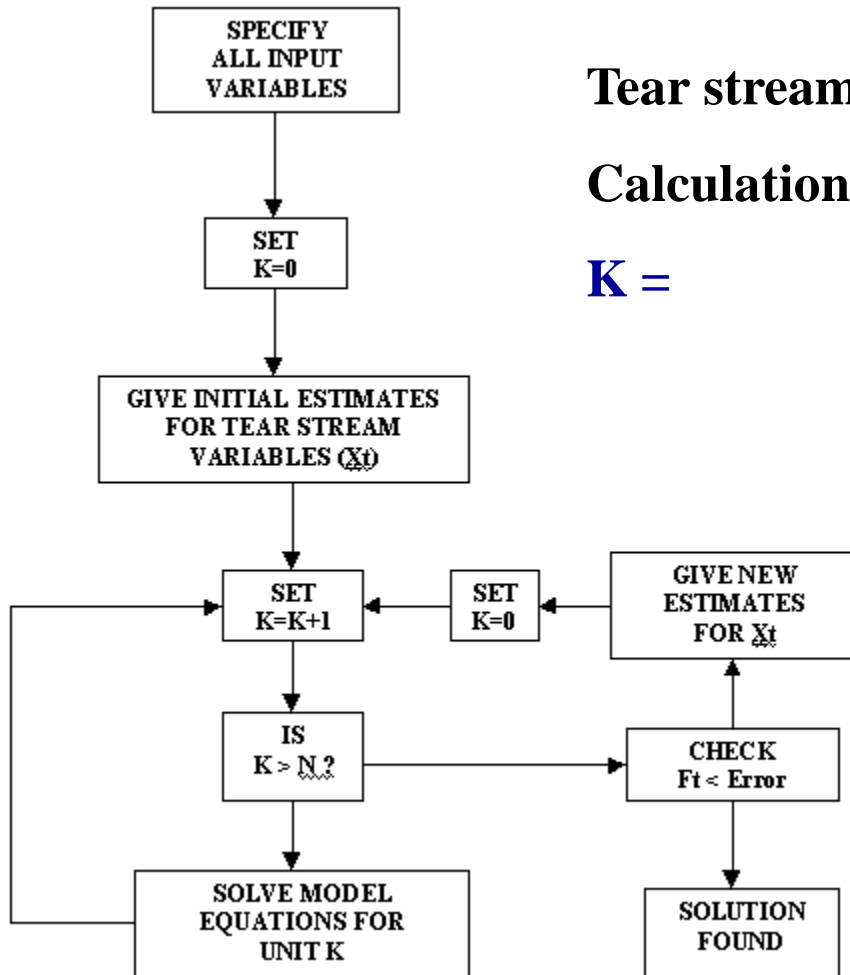 SPECIFY
ALL INPUT
VARIABLES
Tear stream
Calculation
K =
SET
K=0
GIVE INITIAL ESTIMATES
FOR TEAR STREAM
VARIABLES (Xt)
SET
K=K+1
SET
K=0
GIVE NEW
ESTIMATES
FOR Xt
IS
K > N ?
CHECK
Ft < Error
SOLVE MODEL
EQUATIONS FOR
UNIT K
SOLUTION
FOUND